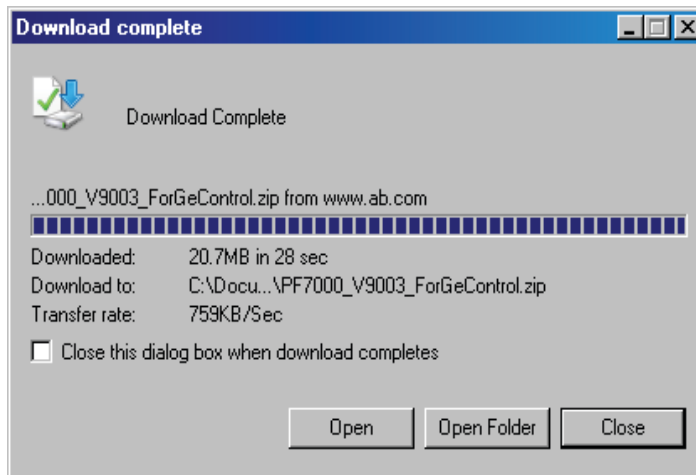 Download complete
Download Complete
...000_V9003_ForGeControl.zip from www.ab.com
Downloaded: 20.7MB in 28 sec
Download to: C:\Docu...\PF7000_V9003_ForGeControl.zip
Transfer rate: 759KB/Sec
Close this dialog box when download completes
Open Open Folder Close